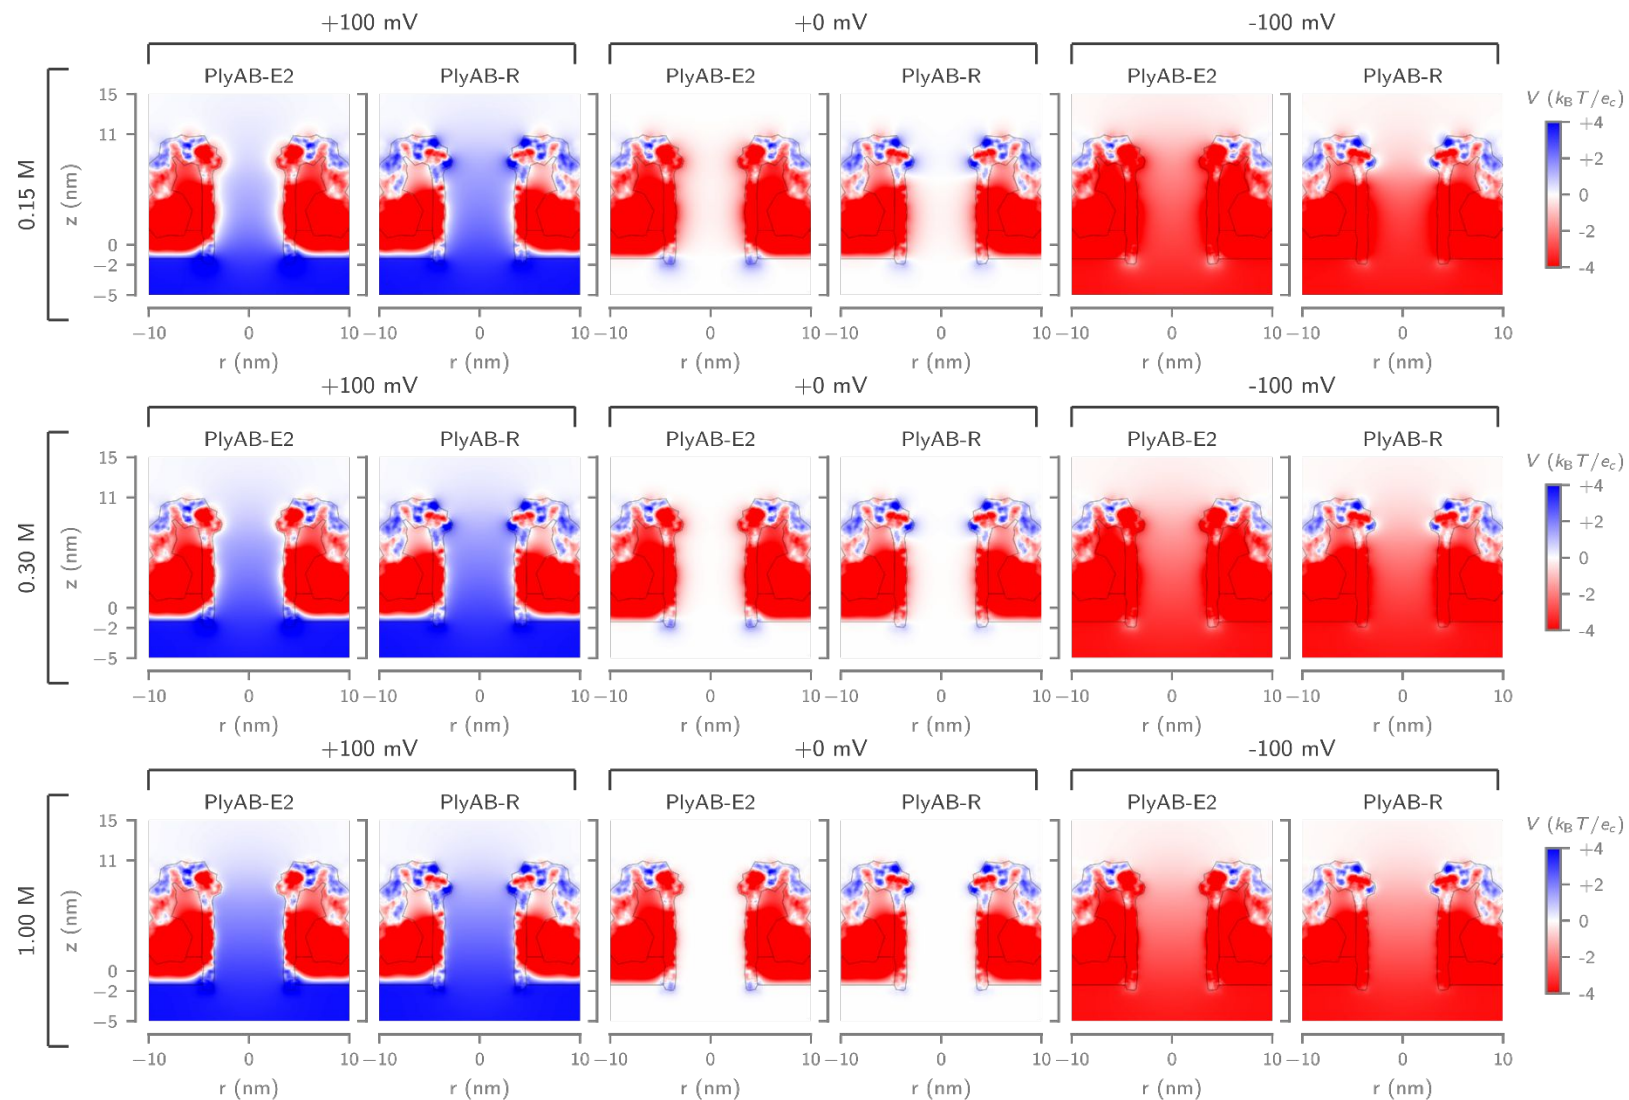 +100 mV +0 mV -100 mV
PlyAB-E2 PlyAB-R PlyAB-E2 PlyAB-R PlyAB-E2 PlyAB-R
V (kBT/ec)
0.15 M
z (nm)
15
11
0
−2
−5
+4
+2
0
-2
-4
−10 0 10 −10 0 10 −10 0 10 −10 0 10 −10 0 10 −10 0 10
r (nm) r (nm) r (nm) r (nm) r (nm) r (nm)
+100 mV +0 mV -100 mV
PlyAB-E2 PlyAB-R PlyAB-E2 PlyAB-R PlyAB-E2 PlyAB-R
V (kBT/ec)
0.30 M
z (nm)
15
11
0
−2
−5
+4
+2
0
-2
-4
−10 0 10 −10 0 10 −10 0 10 −10 0 10 −10 0 10 −10 0 10
r (nm) r (nm) r (nm) r (nm) r (nm) r (nm)
+100 mV +0 mV -100 mV
PlyAB-E2 PlyAB-R PlyAB-E2 PlyAB-R PlyAB-E2 PlyAB-R
V (kBT/ec)
1.00 M
z (nm)
15
11
0
−2
−5
+4
+2
0
-2
-4
−10 0 10 −10 0 10 −10 0 10 −10 0 10 −10 0 10 −10 0 10
r (nm) r (nm) r (nm) r (nm) r (nm) r (nm)